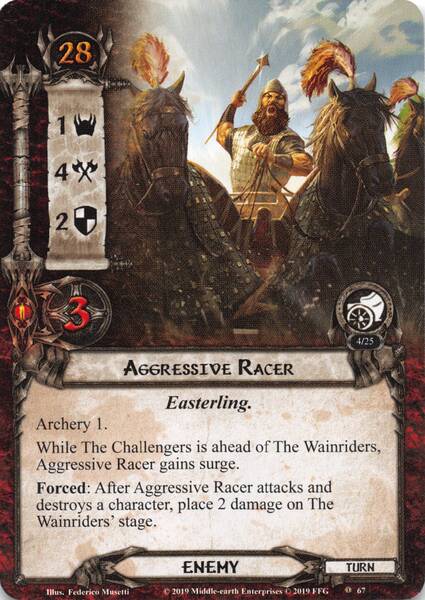 28
1
4
2
3
4/25
Aggressive Racer
Easterling.
Archery 1.
While The Challengers is ahead of The Wainriders,
Aggressive Racer gains surge.
Forced: After Aggressive Racer attacks and
destroys a character, place 2 damage on The
Wainriders' stage.
ENEMY
TURN
Illus. Federico Musetti
© 2019 Middle-earth Enterprises © 2019 FFG
67